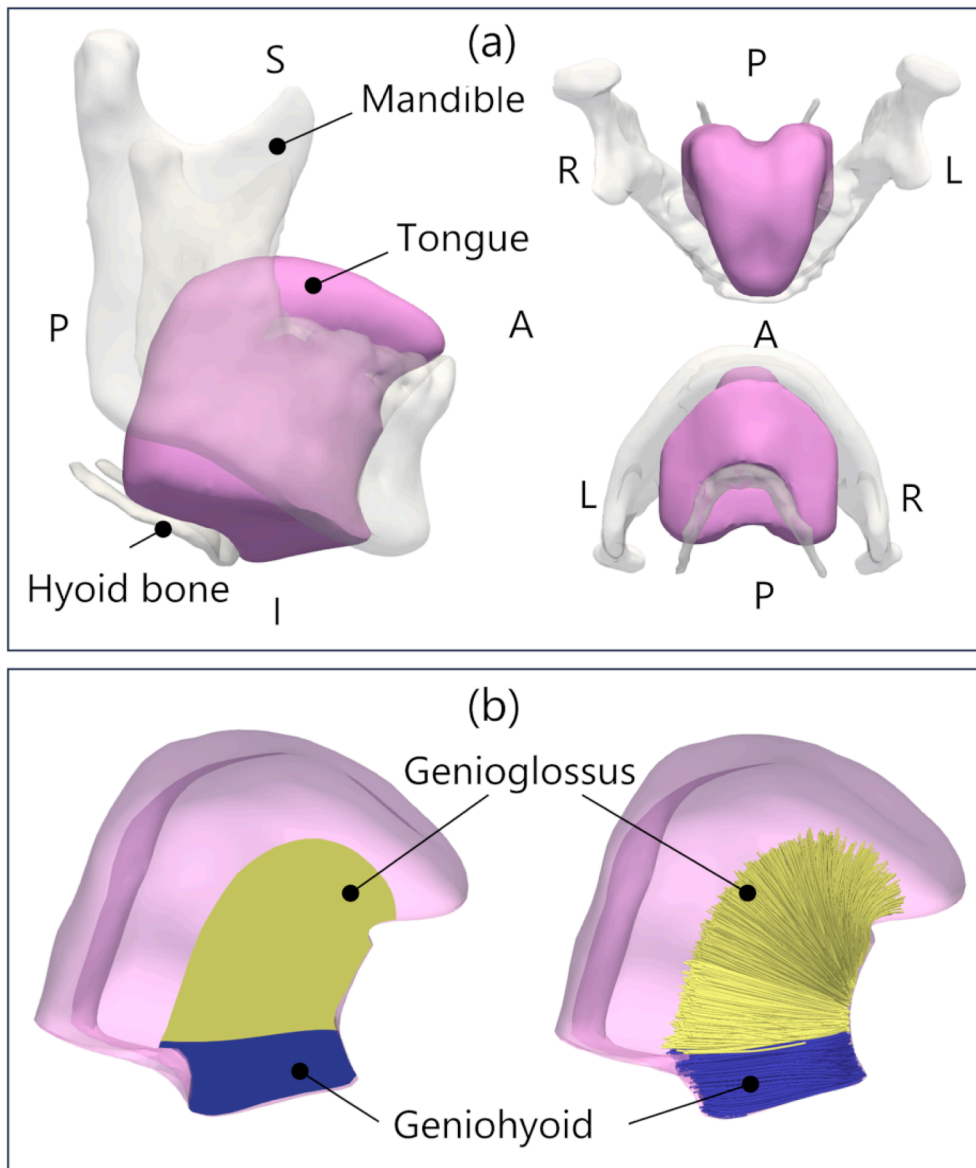 (a)
S
Mandible
Tongue
P
A
Hyoid bone
I
P
R
L
A
L
R
P
(b)
Genioglossus
Geniohyoid